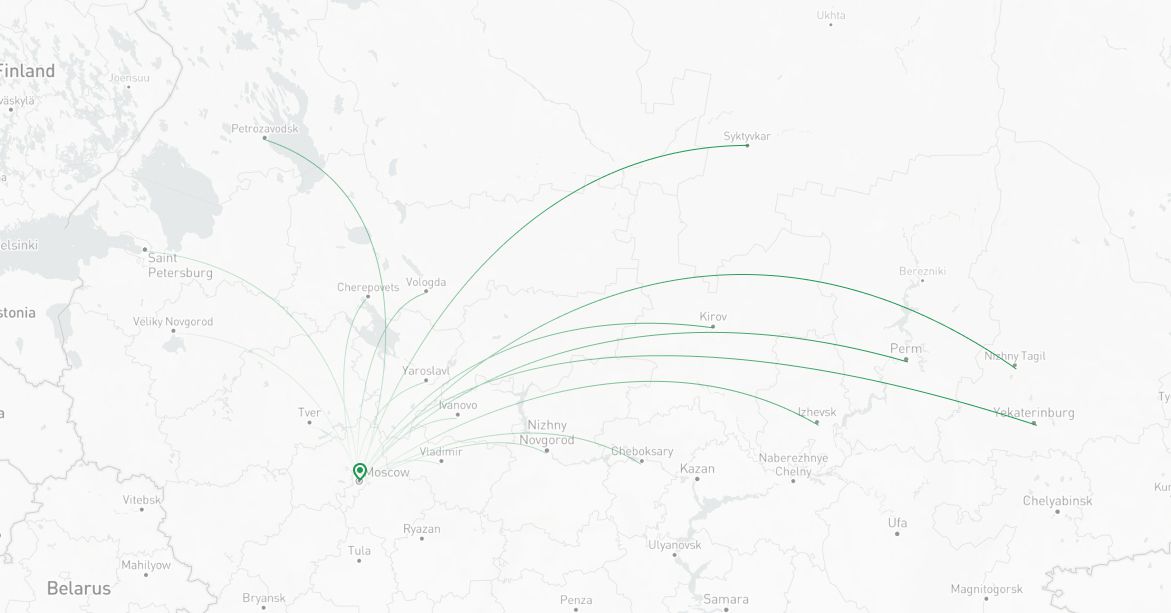 Ukhta
Finland
Joensuu
väskylä
Petrozavodsk
Syktyvkar
a
elsinki
Saint
Petersburg
Berezniki
Vologda
Cherepovets
stonia
Veliky Novgorod
Kirov
Perm
Nizhny Tagil
Yaroslavl
Ty
a
Tver
Ivanovo
Izhevsk
Yekaterinburg
Nizhny
Novgorod
Vladimir
Cheboksary
Naberezhnye
Chelny
Kazan
Moscow
Kur
Vitebsk
Chelyabinsk
Ryazan
Ufa
Tula
Ulyanovsk
Mahilyow
Belarus
Magnitogorsk
Bryansk
Penza
Samara